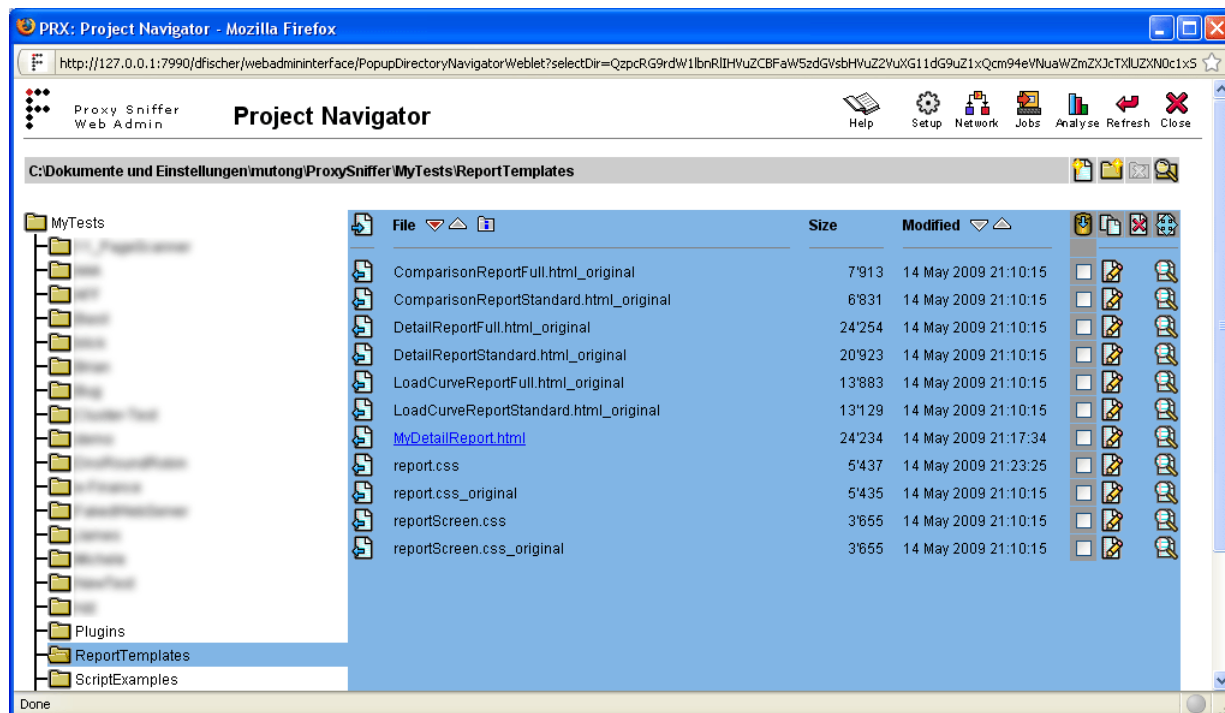 PRX: Project Navigator - Mozilla Firefox
http://127.0.0.1:7990/dfischer/webadmininterface/PopupDirectoryNavigatorWeblet?selectDir=
Proxy Sniffer
Web Admin
Project Navigator
Help Setup Network Jobs Analyse Refresh Close
C:\Dokumente und Einstellungen\mutong\ProxySniffer\MyTests\ReportTemplates
MyTests
File Size Modified
ComparisonReportFull.html_original 7'913 14 May 2009 21:10:15
ComparisonReportStandard.html_original 6'831 14 May 2009 21:10:15
DetailReportFull.html_original 24'254 14 May 2009 21:10:15
DetailReportStandard.html_original 20'923 14 May 2009 21:10:15
LoadCurveReportFull.html_original 13'883 14 May 2009 21:10:15
LoadCurveReportStandard.html_original 13'129 14 May 2009 21:10:15
MyDetailReport.html 24'234 14 May 2009 21:17:34
report.css 5'437 14 May 2009 21:23:25
report.css_original 5'435 14 May 2009 21:10:15
reportScreen.css 3'655 14 May 2009 21:10:15
reportScreen.css_original 3'655 14 May 2009 21:10:15
Plugins
ReportTemplates
ScriptExamples
Done